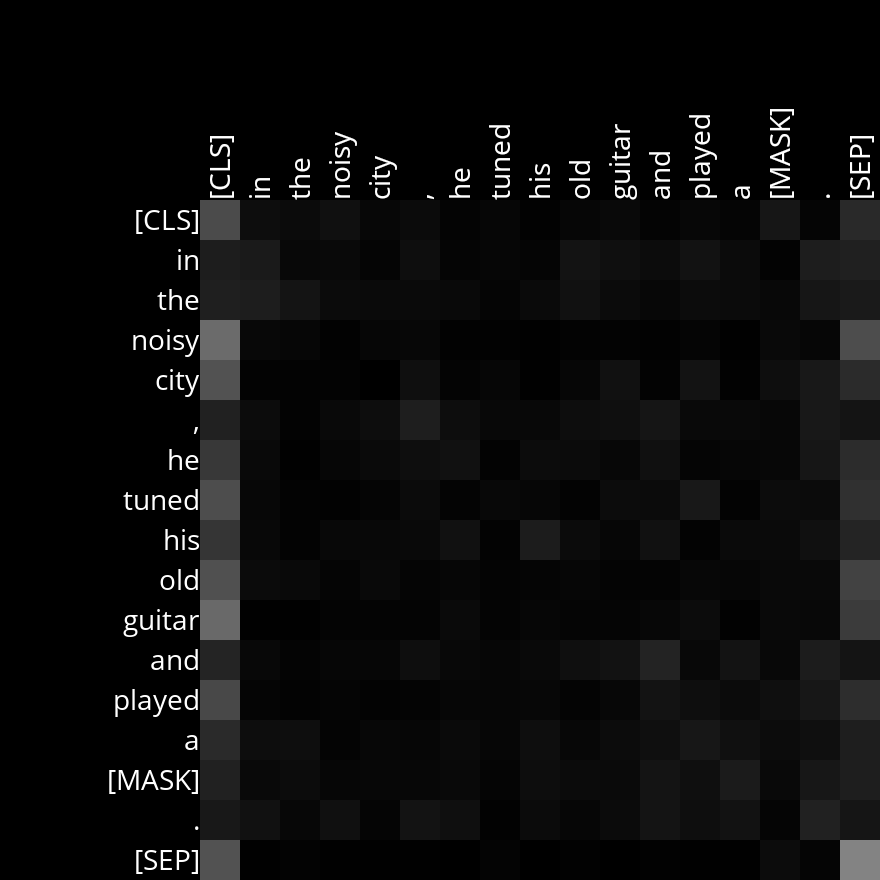 [CLS] in the noisy city , he tuned his old guitar and played a [MASK] . [SEP]
[CLS]
in
the
noisy
city
,
he
tuned
his
old
guitar
and
played
a
[MASK]
.
[SEP]